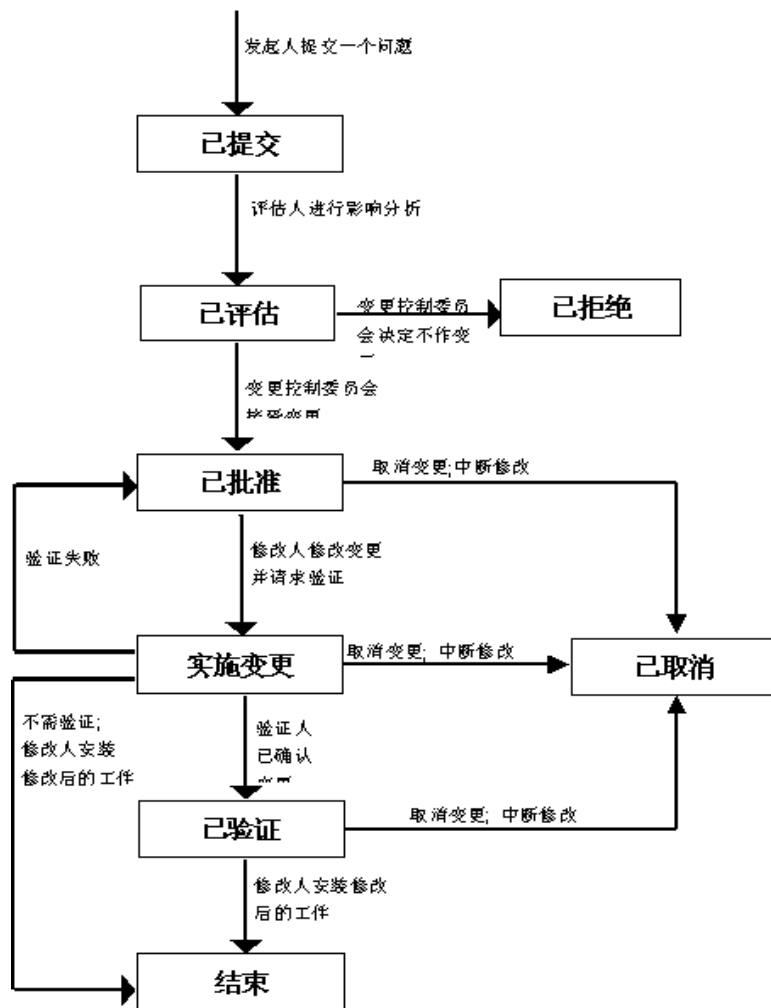 发起人提交一个问题
已提交
评估人进行影响分析
已评估
变更控制委员
会决定不作变
已拒绝
变更控制委员会
已批准
取消变更;中断修改
验证失败
修改人修改变更
并请求验证
实施变更
取消变更; 中断修改
已取消
不需验证;
修改人安装
修改后的工件
验证人
已确认
已验证
取消变更; 中断修改
修改人安装修改
后的工件
结束